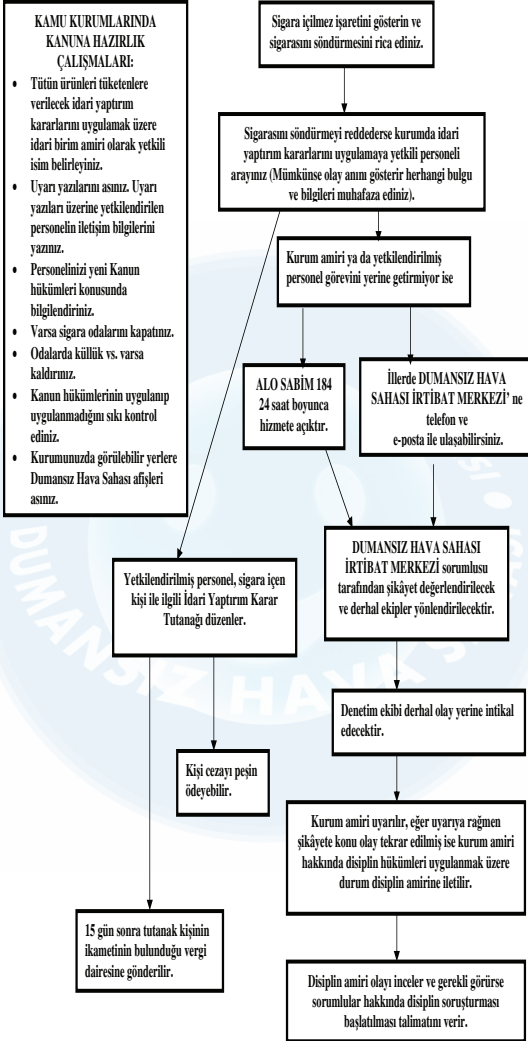 KAMU KURUMLARINDA
KANUNA HAZIRLIK
ÇALIŞMALARI:
• Tütün ürünleri tüketenlere
verilecek idari yaptırım
kararlarını uygulamak üzere
idari birim amiri olarak yetkili
isim belirleyiniz.
• Uyarı yazılarını asınız. Uyarı
yazıları üzerine yetkilendirilen
personelin iletişim bilgilerini
yazınız.
• Personelinizi yeni Kanun
hükümleri konusunda
bilgilendiriniz.
• Varsa sigara odalarını kapatınız.
• Odalarda küllük vs. varsa
kaldırınız.
• Kanun hükümlerinin uygulanıp
uygulanmadığını sıkı kontrol
ediniz.
• Kurumunuzda görülebilir yerlere
Dumansız Hava Sahası afişleri
asınız.
Sigara içilmez işaretini gösterin ve
sigarasını söndürmesini rica ediniz.
Sigarasını söndürmeyi reddederse kurumda idari
yaptırım kararlarını uygulamaya yetkili personeli
arayınız (Mümkünse olay anını gösterir herhangi bulgu
ve bilgileri muhafaza ediniz).
Kurum amiri ya da yetkilendirilmiş
personel görevini yerine getirmiyor ise
ALO SABİM 184
24 saat boyunca
hizmete açıktır.
İllerde DUMANSIZ HAVA
SAHASI İRTİBAT MERKEZİ' ne
telefon ve
e-posta ile ulaşabilirsiniz.
DUMANSIZ HAVA SAHASI
İRTİBAT MERKEZİ sorumlusu
tarafından şikâyet değerlendirilecek
ve derhal ekipler yönlendirilecektir.
Yetkilendirilmiş personel, sigara içen
kişi ile ilgili İdari Yaptırım Karar
Tutanağı düzenler.
Denetim ekibi derhal olay yerine intikal
edecektir.
Kişi cezayı peşin
ödeyebilir.
Kurum amiri uyarılır, eğer uyarıya rağmen
şikâyete konu olay tekrar edilmiş ise kurum amiri
hakkında disiplin hükümleri uygulanmak üzere
durum disiplin amirine iletilir.
15 gün sonra tutanak kişinin
ikametinin bulunduğu vergi
dairesine gönderilir.
Disiplin amiri olayı inceler ve gerekli görürse
sorumlular hakkında disiplin soruşturması
başlatılması talimatını verir.
DUMANSIZ HAVA